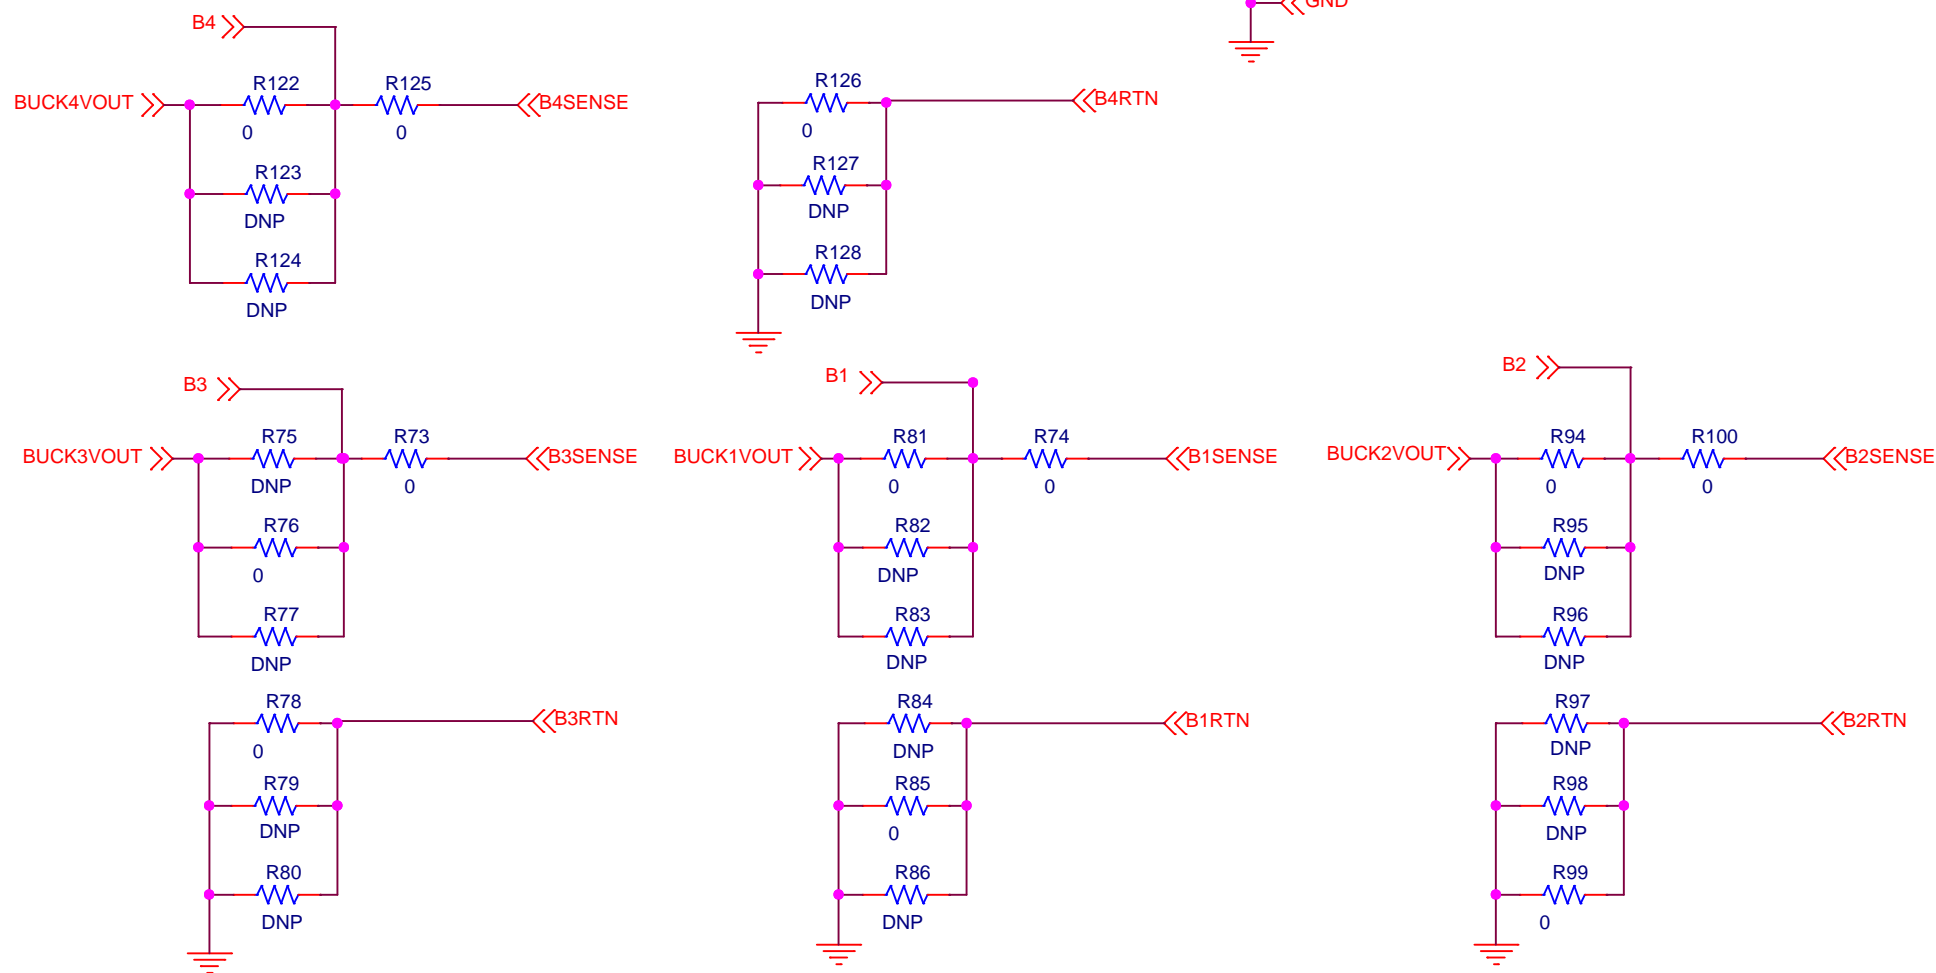 GND
B4
R122
R125
BUCK4VOUT
B4SENSE
0
0
R123
DNP
R124
DNP
R126
B4RTN
0
R127
DNP
R128
DNP
B3
R75
R73
BUCK3VOUT
B3SENSE
DNP
0
R76
0
R77
DNP
R78
B3RTN
0
R79
DNP
R80
DNP
B1
R81
R74
BUCK1VOUT
B1SENSE
0
0
R82
DNP
R83
DNP
R84
B1RTN
DNP
R85
0
R86
DNP
B2
R94
R100
BUCK2VOUT
B2SENSE
0
0
R95
DNP
R96
DNP
R97
B2RTN
DNP
R98
DNP
R99
0